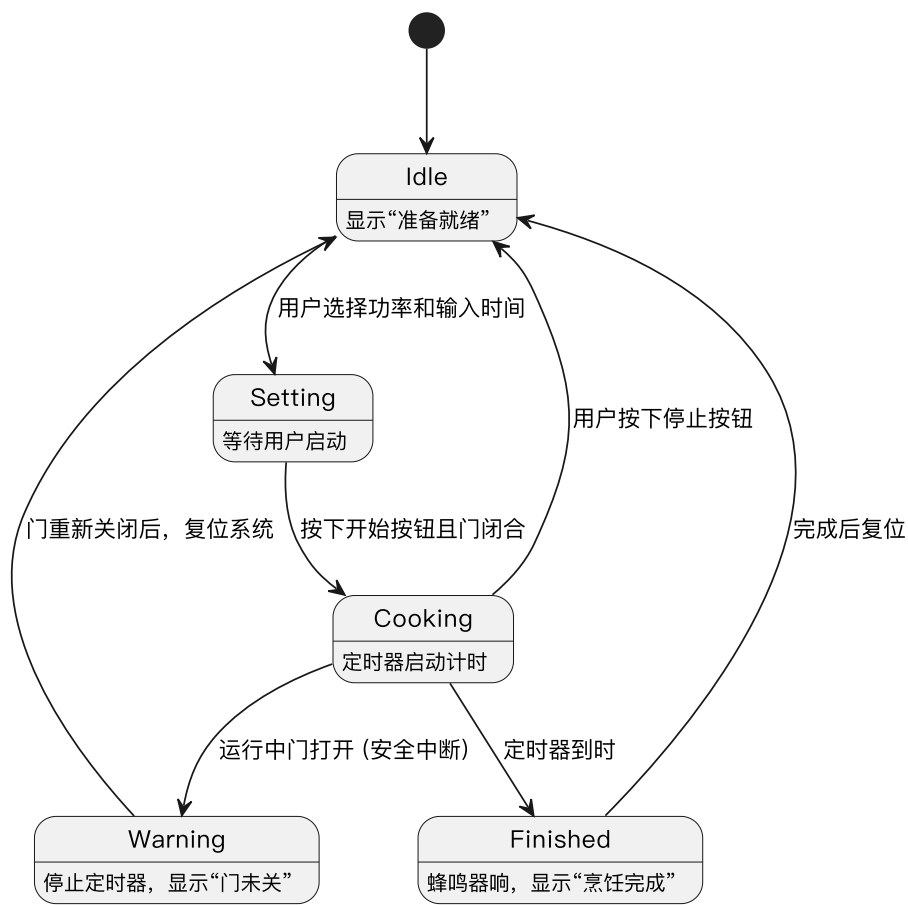 Idle
显示“准备就绪”
用户选择功率和输入时间
Setting
等待用户启动
用户按下停止按钮
门重新关闭后，复位系统
按下开始按钮且门闭合
完成后复位
Cooking
定时器启动计时
运行中门打开 (安全中断)
定时器到时
Warning
停止定时器，显示“门未关”
Finished
蜂鸣器响，显示“烹饪完成”